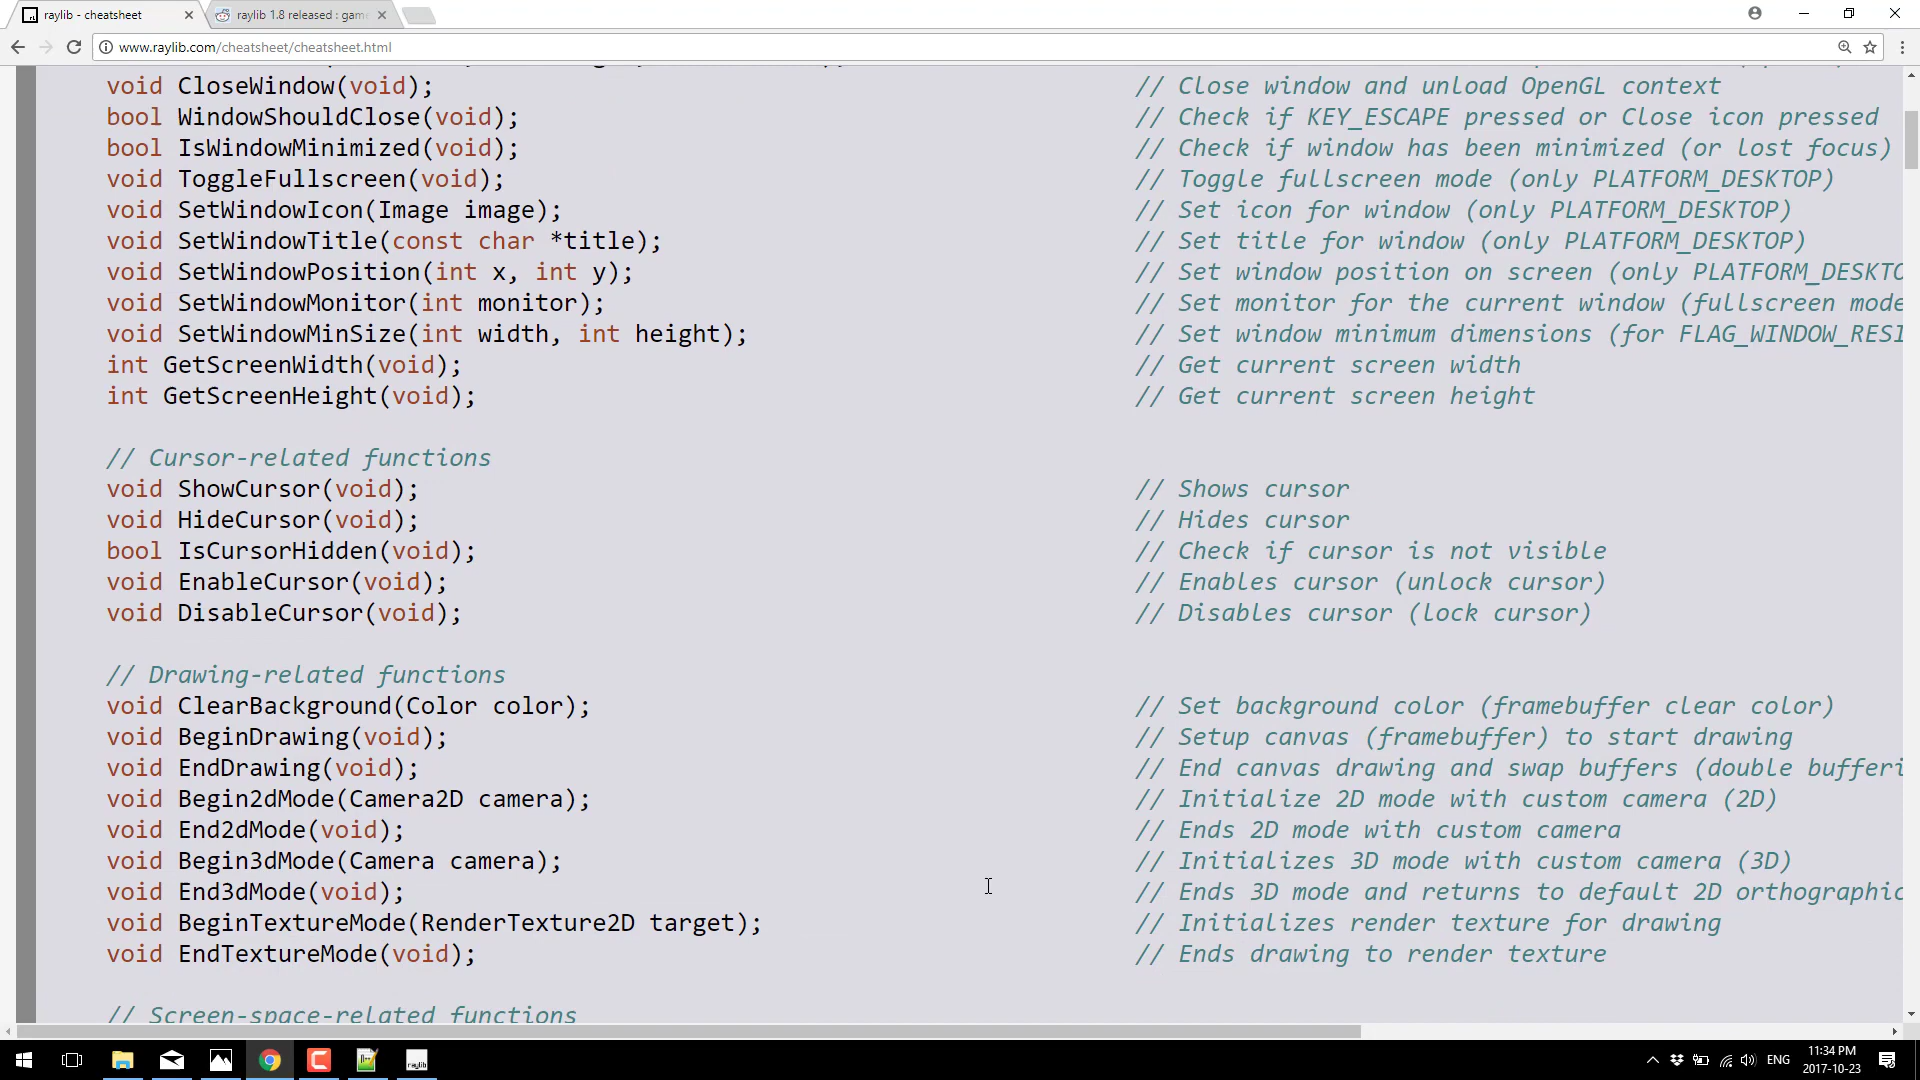 raylib - cheatsheet
raylib 1.8 released : gam
www.raylib.com/cheatsheet/cheatsheet.html
void CloseWindow(void); // Close window and unload OpenGL context
bool WindowShouldClose(void); // Check if KEY_ESCAPE pressed or Close icon pressed
bool IsWindowMinimized(void); // Check if window has been minimized (or lost focus)
void ToggleFullscreen(void); // Toggle fullscreen mode (only PLATFORM_DESKTOP)
void SetWindowIcon(Image image); // Set icon for window (only PLATFORM_DESKTOP)
void SetWindowTitle(const char *title); // Set title for window (only PLATFORM_DESKTOP)
void SetWindowPosition(int x, int y); // Set window position on screen (only PLATFORM_DESKTO
void SetWindowMonitor(int monitor); // Set monitor for the current window (fullscreen mode
void SetWindowMinSize(int width, int height); // Set window minimum dimensions (for FLAG_WINDOW_RESI
int GetScreenWidth(void); // Get current screen width
int GetScreenHeight(void); // Get current screen height
// Cursor-related functions
void ShowCursor(void); // Shows cursor
void HideCursor(void); // Hides cursor
bool IsCursorHidden(void); // Check if cursor is not visible
void EnableCursor(void); // Enables cursor (unlock cursor)
void DisableCursor(void); // Disables cursor (lock cursor)
// Drawing-related functions
void ClearBackground(Color color); // Set background color (framebuffer clear color)
void BeginDrawing(void); // Setup canvas (framebuffer) to start drawing
void EndDrawing(void); // End canvas drawing and swap buffers (double bufferi
void Begin2dMode(Camera2D camera); // Initialize 2D mode with custom camera (2D)
void End2dMode(void); // Ends 2D mode with custom camera
void Begin3dMode(Camera camera); // Initializes 3D mode with custom camera (3D)
void End3dMode(void); // Ends 3D mode and returns to default 2D orthographic
void BeginTextureMode(RenderTexture2D target); // Initializes render texture for drawing
void EndTextureMode(void); // Ends drawing to render texture
// Screen-space-related functions
raylib
ENG
11:34 PM
2017-10-23